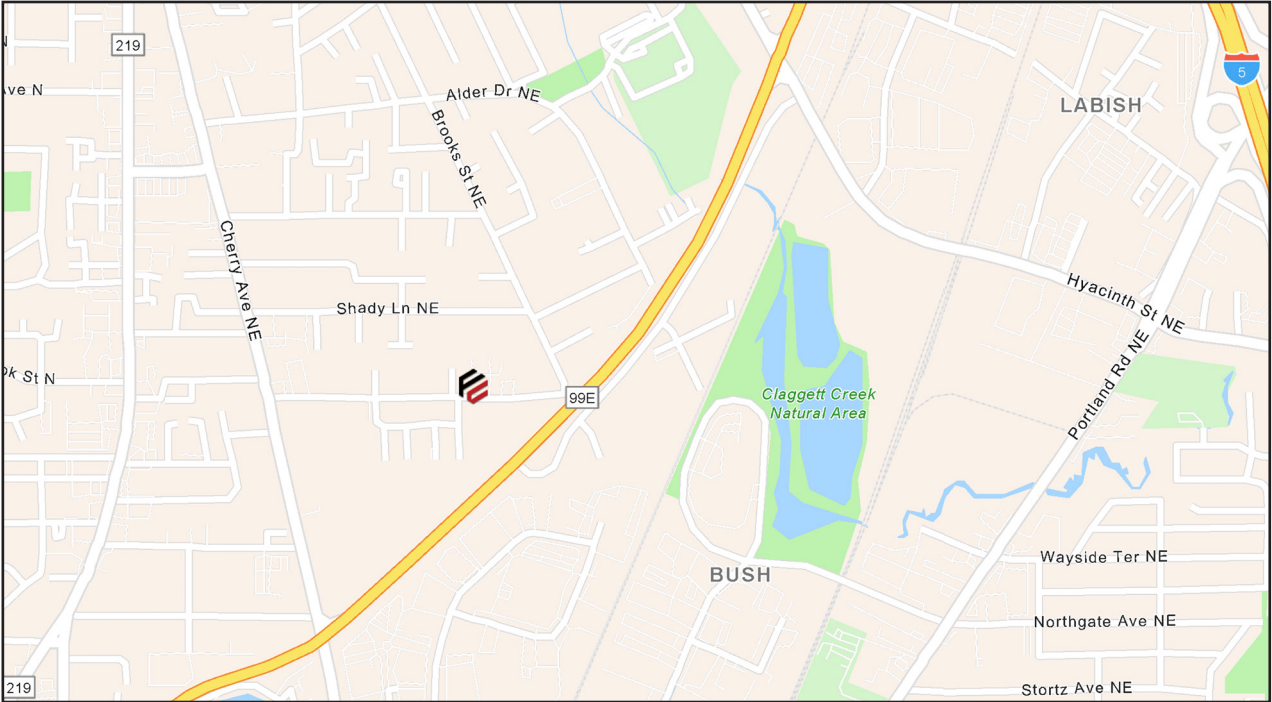 219
5
ve N
Alder Dr NE
LABISH
Brooks St NE
Cherry Ave NE
Hyacinth St NE
Shady Ln NE
Portland Rd NE
ok St N
99E
Claggett Creek
Natural Area
Wayside Ter NE
BUSH
Northgate Ave NE
219
Stortz Ave NE